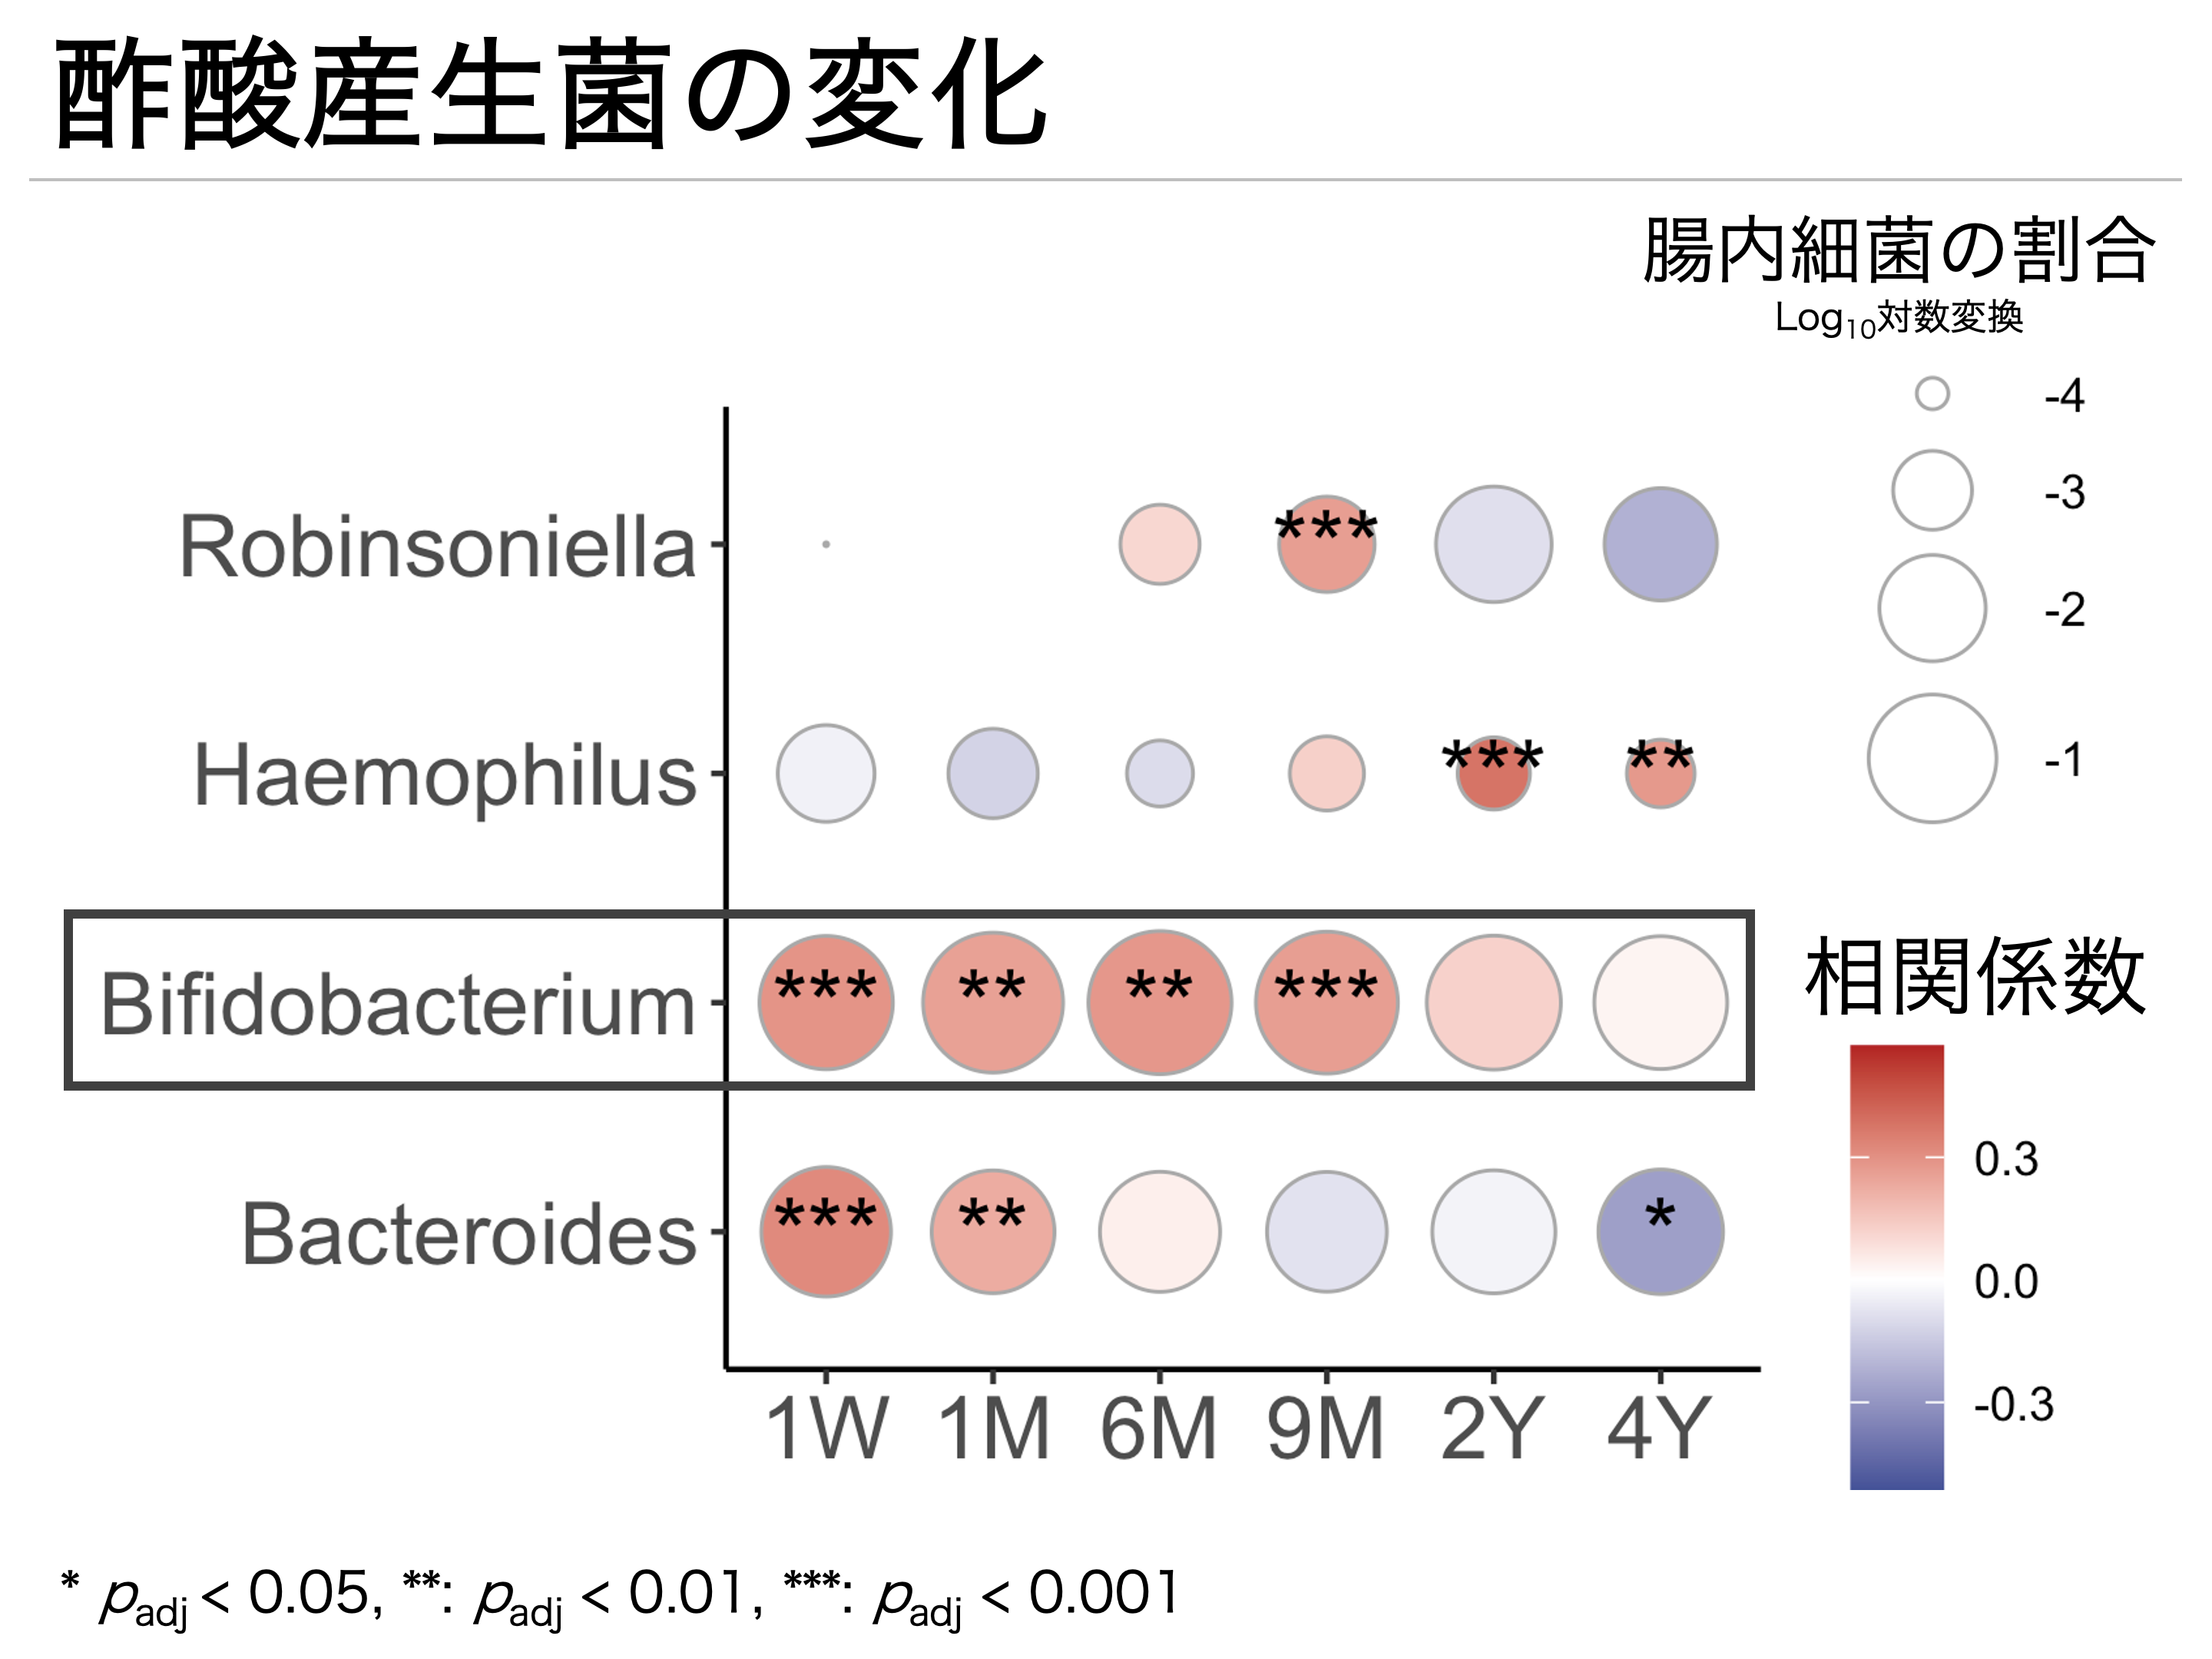 酢酸産生菌の変化
腸内細菌の割合
Log10対数変換
-4
-3
-2
-1
Robinsoniella
***
Haemophilus
*** **
Bifidobacterium
*** ** ** ***
Bacteroides
*** ** *
1W 1M 6M 9M 2Y 4Y
相関係数
0.3
0.0
-0.3
* padj < 0.05, **: padj < 0.01, ***: padj < 0.001